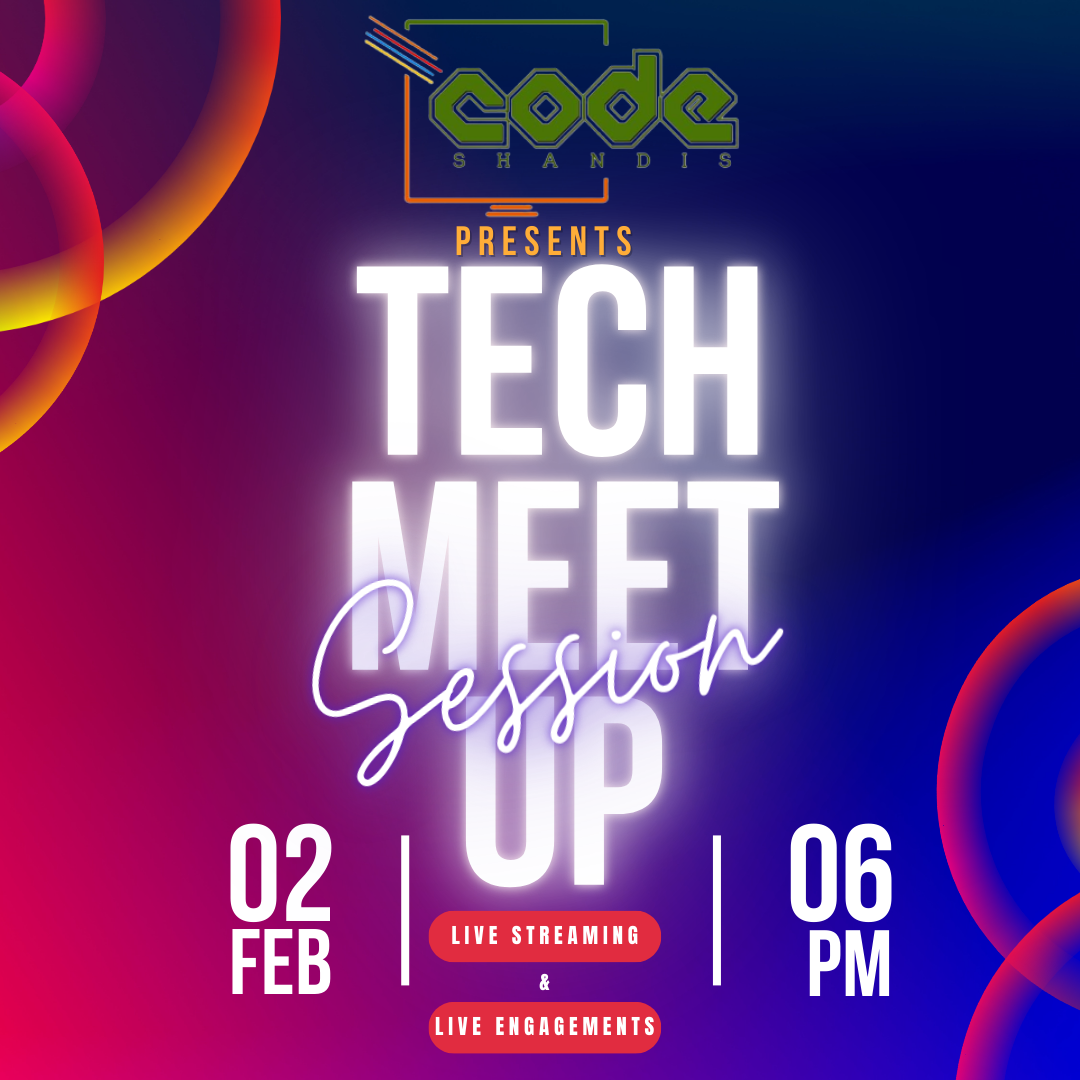 code
SHANDIS
PRESENTS
TECH
MEET
Session
UP
02
FEB
LIVE STREAMING
&
LIVE ENGAGEMENTS
06
PM